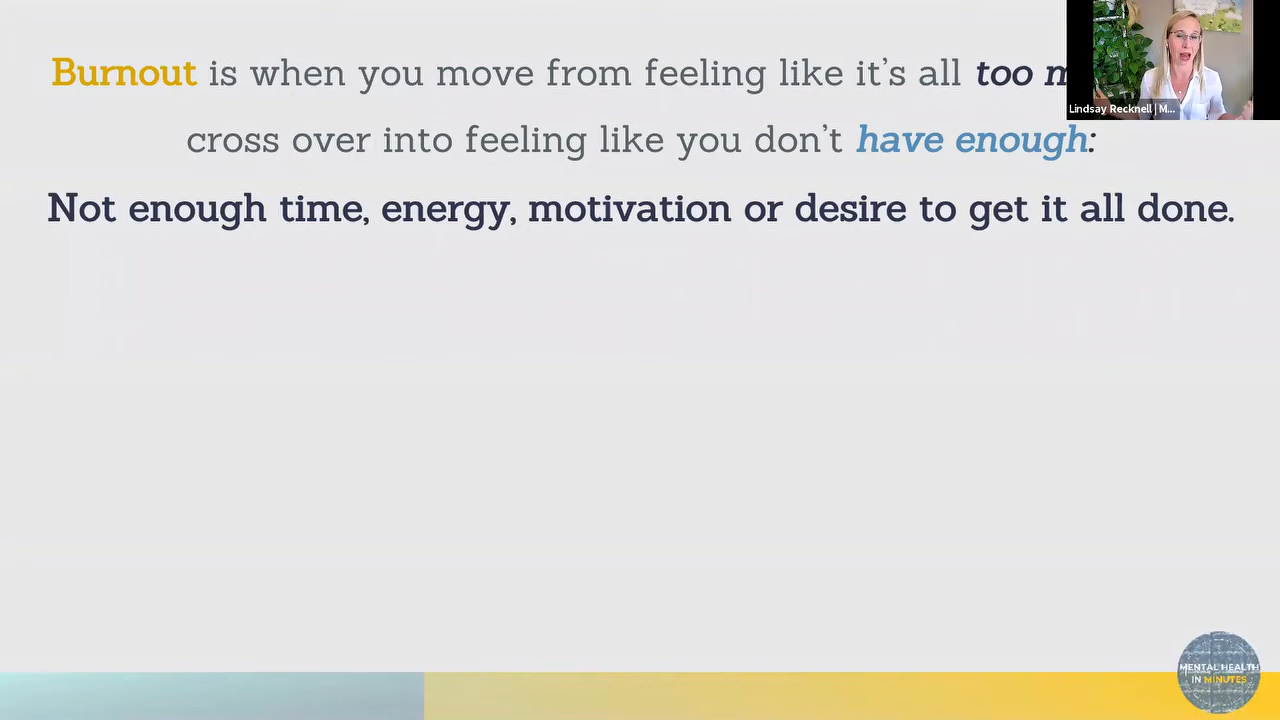 Burnout is when you move from feeling like it's all too
cross over into feeling like you don't have enough:
Not enough time, energy, motivation or desire to get it all done.
Lindsay Recknell | M...
MENTAL HEALTH
IN MINUTES